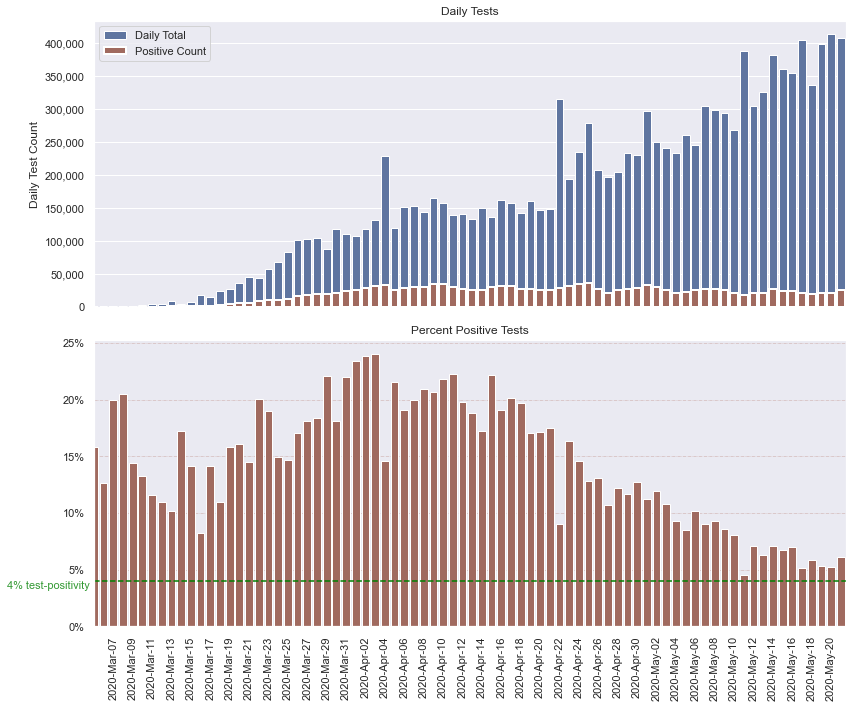 Daily Tests
Daily Total
Positive Count
Daily Test Count
400,000
350,000
300,000
250,000
200,000
150,000
100,000
50,000
0
Percent Positive Tests
25%
20%
15%
10%
5%
4% test-positivity
0%
2020-Mar-07
2020-Mar-09
2020-Mar-11
2020-Mar-13
2020-Mar-15
2020-Mar-17
2020-Mar-19
2020-Mar-21
2020-Mar-23
2020-Mar-25
2020-Mar-27
2020-Mar-29
2020-Mar-31
2020-Apr-02
2020-Apr-04
2020-Apr-06
2020-Apr-08
2020-Apr-10
2020-Apr-12
2020-Apr-14
2020-Apr-16
2020-Apr-18
2020-Apr-20
2020-Apr-22
2020-Apr-24
2020-Apr-26
2020-Apr-28
2020-Apr-30
2020-May-02
2020-May-04
2020-May-06
2020-May-08
2020-May-10
2020-May-12
2020-May-14
2020-May-16
2020-May-18
2020-May-20